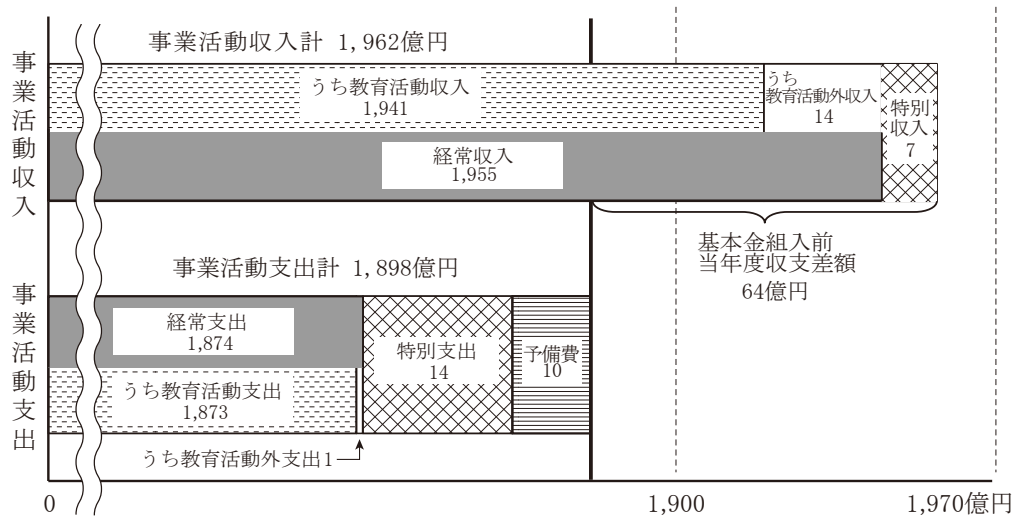 事業活動収入計 1,962億円
事業活動収入
うち教育活動収入
1,941
うち
教育活動外収入
14
特別
収入
7
経常収入
1,955
基本金組入前
当年度収支差額
64億円
事業活動支出計 1,898億円
事業活動支出
経常支出
1,874
特別支出
14
予備費
10
うち教育活動支出
1,873
うち教育活動外支出1
0
1,900
1,970億円